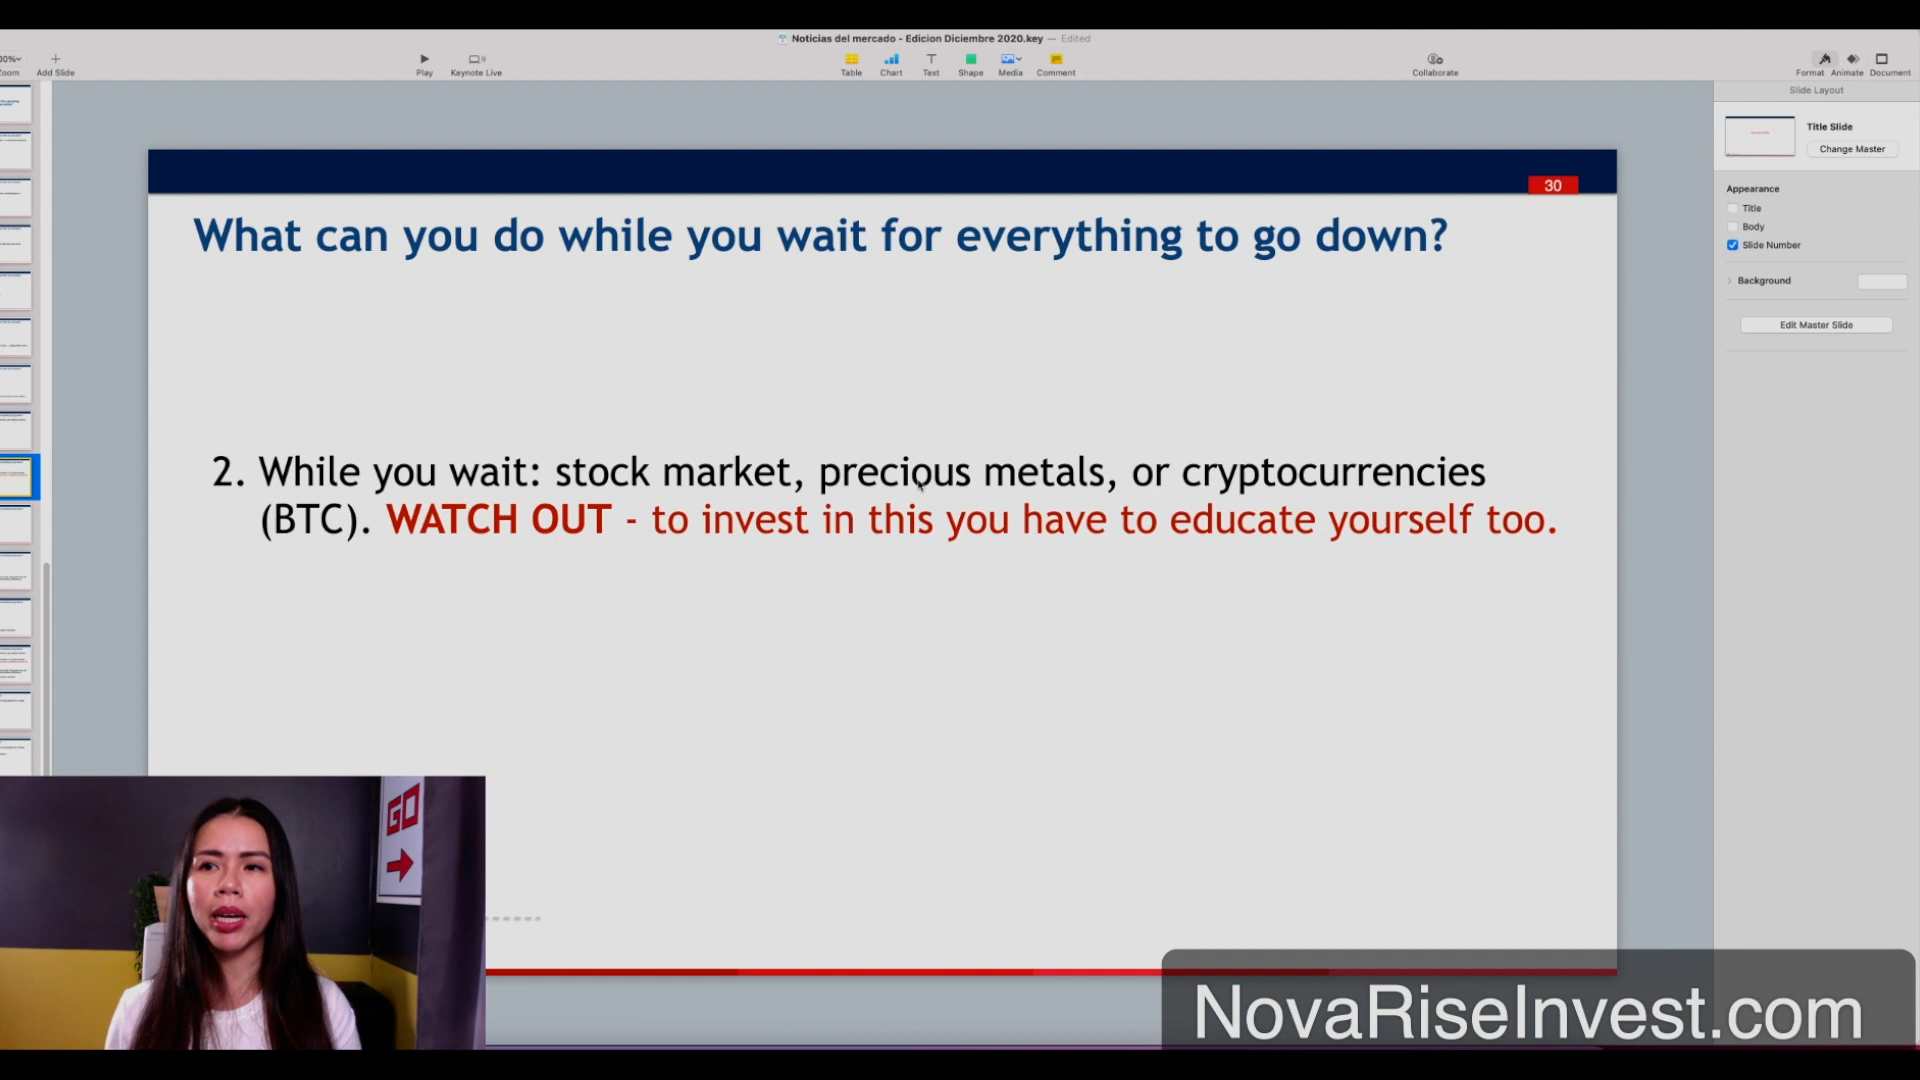 Noticias del mercado - Edicion Diciembre 2020.key — Edited
Zoom
Add Slide
Play
Keynote Live
Table
Chart
Text
Shape
Media
Comment
Collaborate
Format
Animate
Document
Slide Layout
Title Slide
Change Master
Appearance
Title
Body
Slide Number
Background
Edit Master Slide
30
What can you do while you wait for everything to go down?
2. While you wait: stock market, precious metals, or cryptocurrencies
(BTC). WATCH OUT - to invest in this you have to educate yourself too.
GO
NovaRiseInvest.com